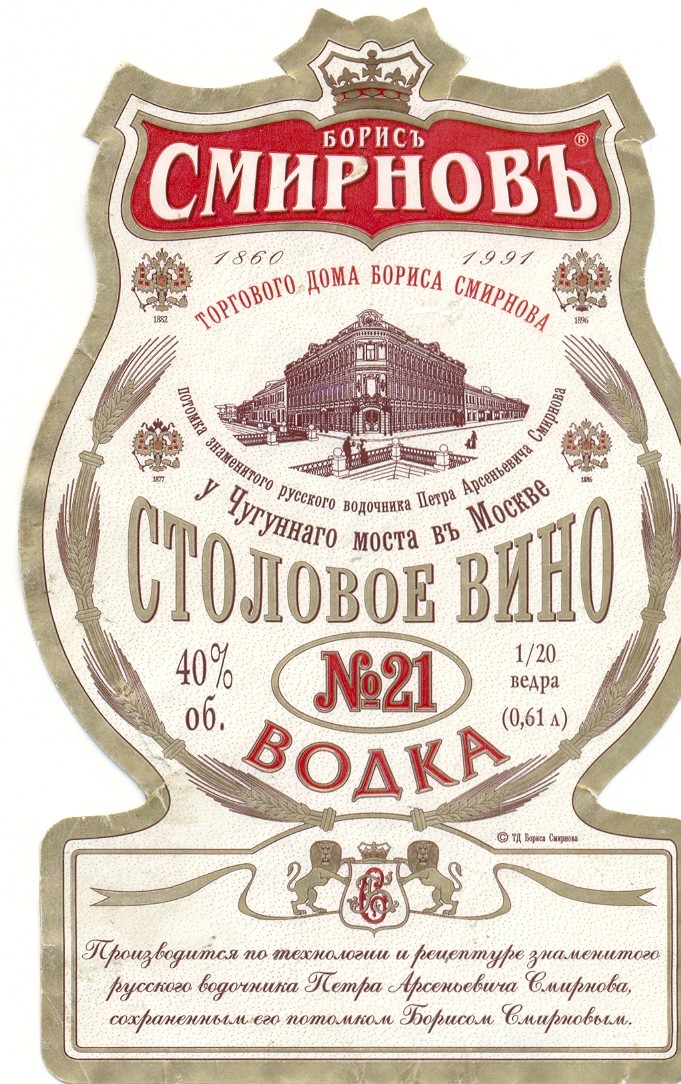 БОРИСЪ
СМИРНОВЪ ®
1860 1991
ТОРГОВОГО ДОМА БОРИСА СМИРНОВА
1882 1896
потомка знаменитого русского водочника Петра Арсеньевича Смирнова
1877 1886
у Чугуннаго моста въ Москве
СТОЛОВОЕ ВИНО
40% об.
№21
1/20 ведра (0,61 л)
ВОДКА
© ТД Бориса Смирнова
Производится по технологии и рецептуре знаменитого
русского водочника Петра Арсеньевича Смирнова,
сохраненным его потомком Борисом Смирновым.